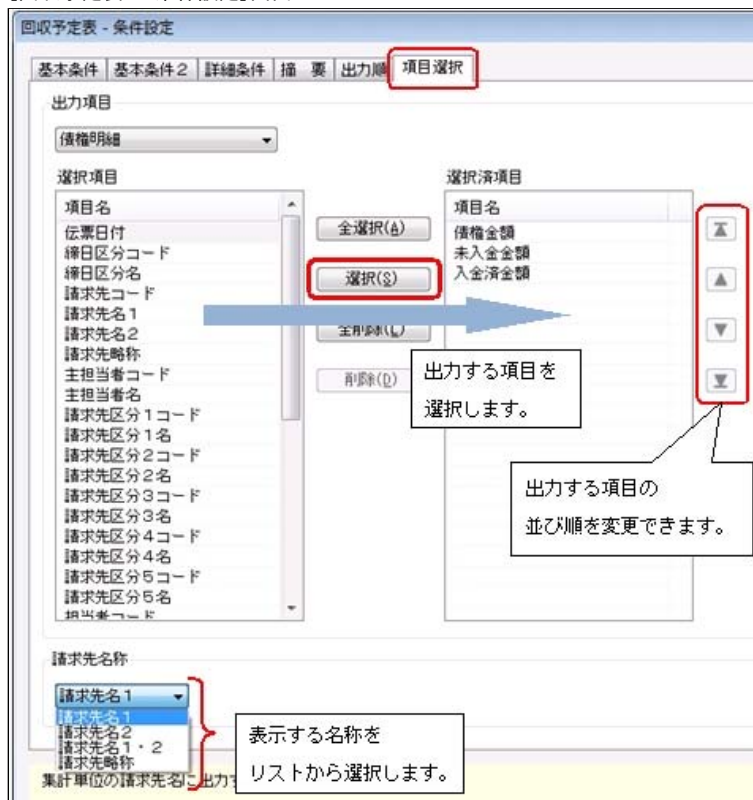 回収予定表 - 条件設定
基本条件 基本条件2 詳細条件 摘　要 出力順 項目選択
出力項目
債権明細
選択項目
選択済項目
項目名
伝票日付
締日区分コード
締日区分名
請求先コード
請求先名1
請求先名2
請求先略称
主担当者コード
主担当者名
請求先区分1コード
請求先区分1名
請求先区分2コード
請求先区分2名
請求先区分3コード
請求先区分3名
請求先区分4コード
請求先区分4名
請求先区分5コード
請求先区分5名
担当者コード
全選択(A)
選択(S)
全削除(L)
削除(D)
項目名
債権金額
未入金金額
入金済金額
出力する項目を
選択します。
出力する項目の
並び順を変更できます。
請求先名称
請求先名1
請求先名1
請求先名2
請求先名1・2
請求先略称
表示する名称を
リストから選択します。
集計単位の請求先名に出力す